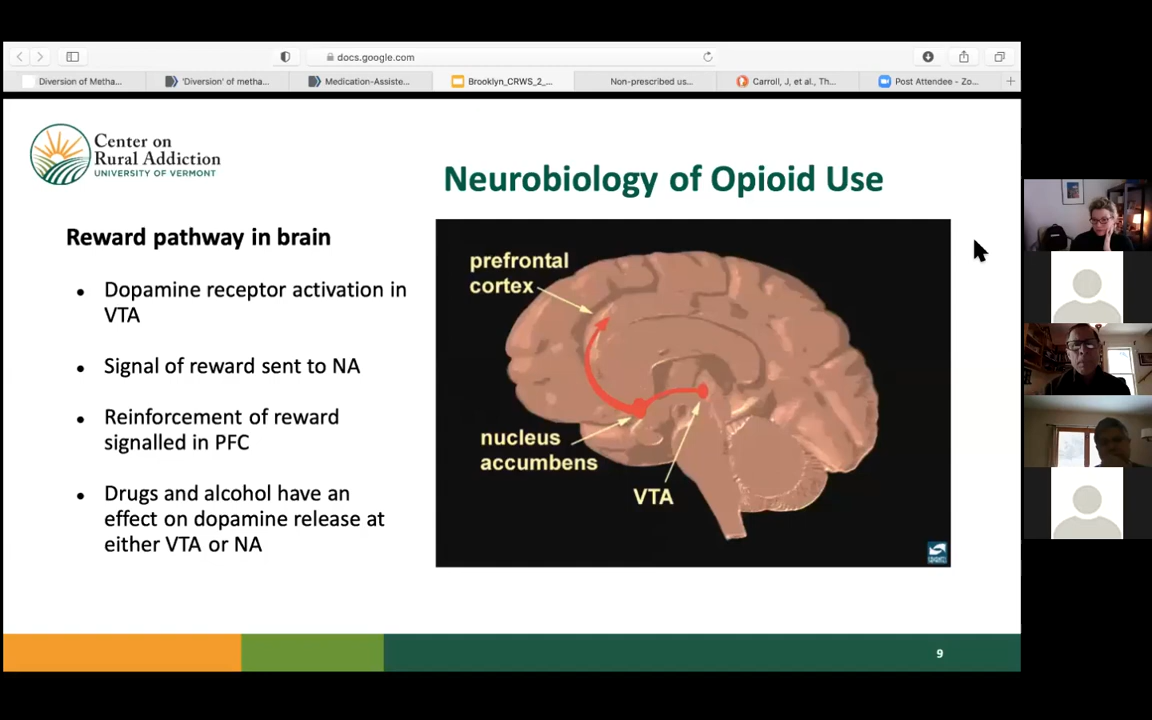 docs.google.com
Diversion of Metha...
'Diversion' of metha...
Medication-Assiste...
Brooklyn_CRWS_2_...
Non-prescribed us...
Carroll, J, et al., Th...
Post Attendee - Zo...
Center on
Rural Addiction
UNIVERSITY OF VERMONT
Neurobiology of Opioid Use
Reward pathway in brain
• Dopamine receptor activation in
VTA
• Signal of reward sent to NA
• Reinforcement of reward
signalled in PFC
• Drugs and alcohol have an
effect on dopamine release at
either VTA or NA
prefrontal
cortex
nucleus
accumbens
VTA
9